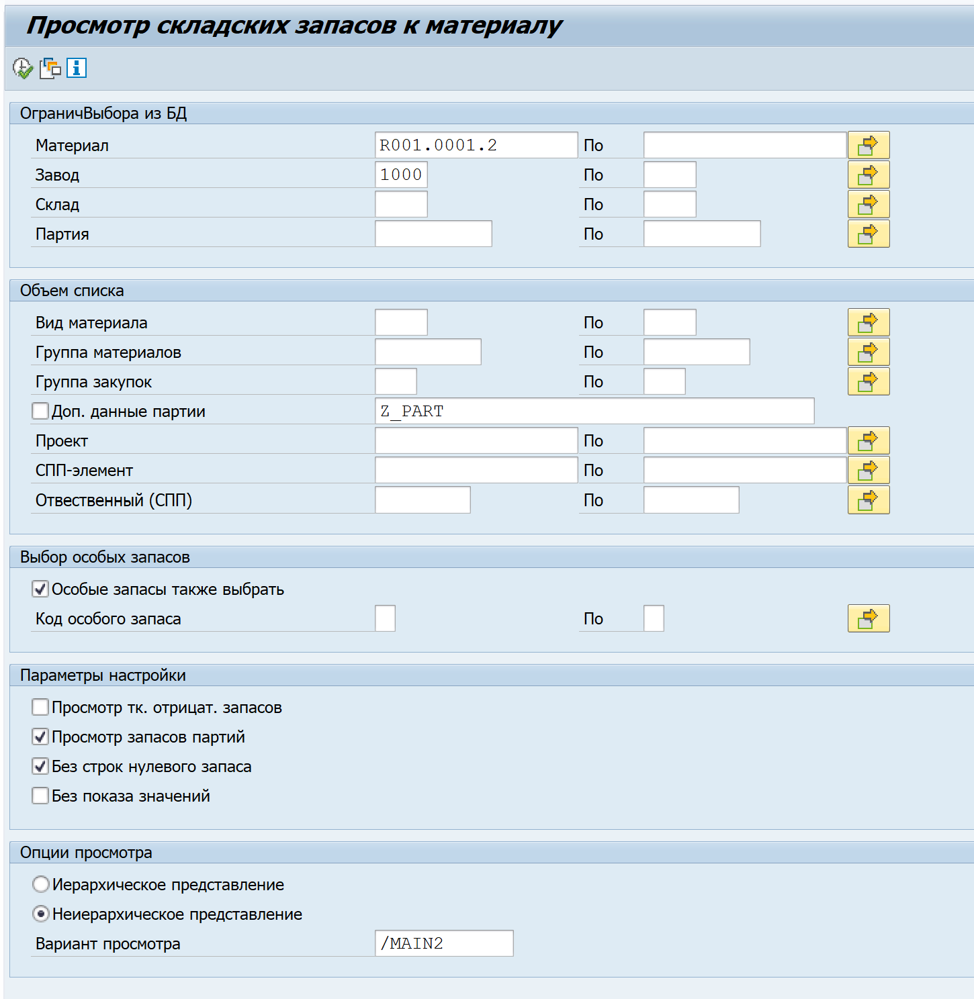 Просмотр складских запасов к материалу
ОграничВыбора из БД
Материал R001.0001.2 По
Завод 1000 По
Склад По
Партия По
Объем списка
Вид материала По
Группа материалов По
Группа закупок По
Доп. данные партии Z_PART
Проект По
СПП-элемент По
Отвественный (СПП) По
Выбор особых запасов
Особые запасы также выбрать
Код особого запаса По
Параметры настройки
Просмотр тк. отрицат. запасов
Просмотр запасов партий
Без строк нулевого запаса
Без показа значений
Опции просмотра
Иерархическое представление
Неиерархическое представление
Вариант просмотра /MAIN2